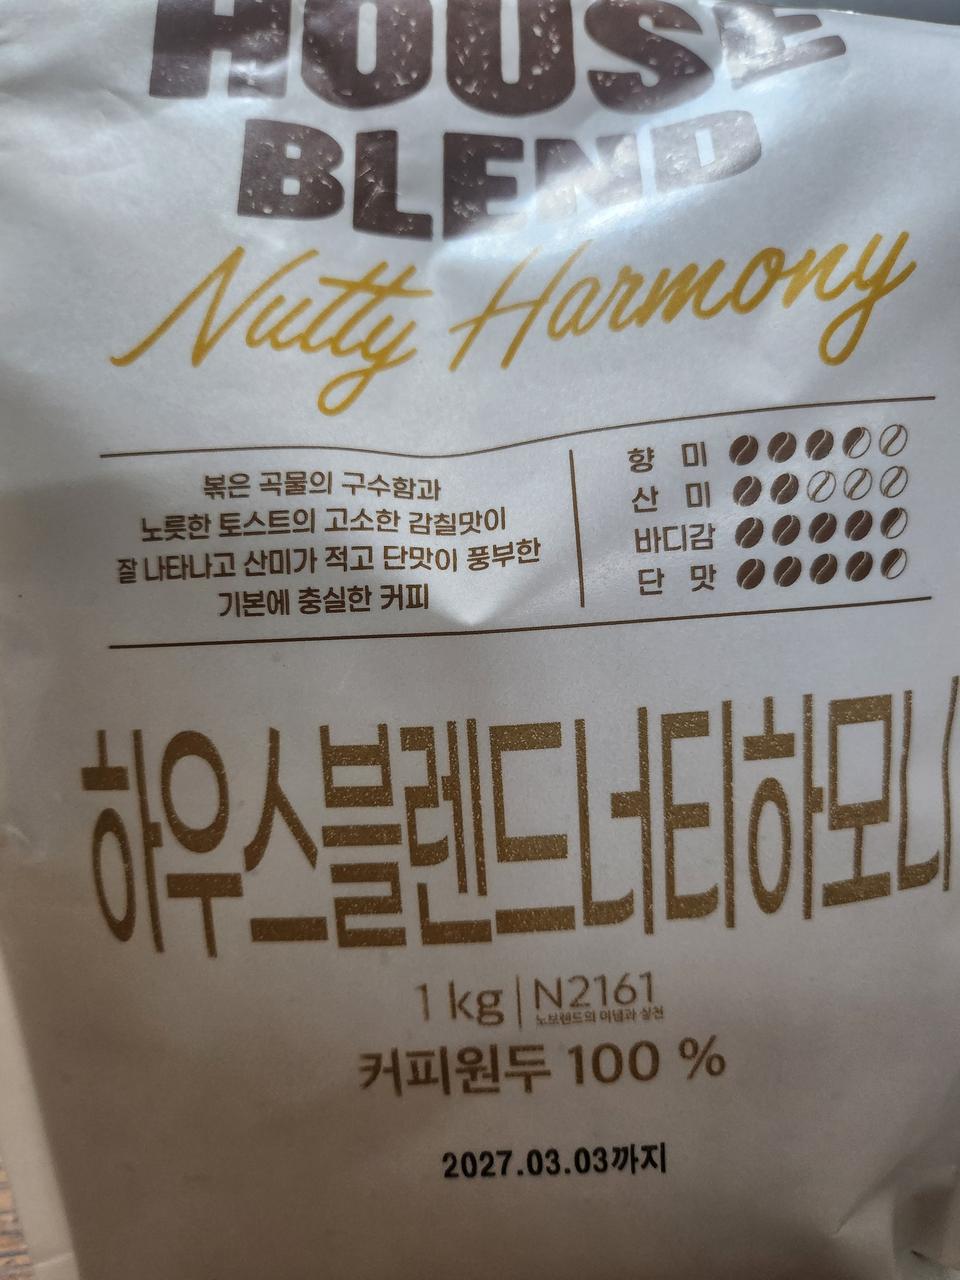 HOUSE
BLEND
Nutty Harmony
볶은 곡물의 구수함과
노릇한 토스트의 고소한 감칠맛이
잘 나타나고 산미가 적고 단맛이 풍부한
기본에 충실한 커피
향 미
산 미
바디감
단 맛
하우스블렌드너티하모니
1 kg | N2161
노브랜드의 이념과 실천
커피원두 100 %
2027.03.03까지